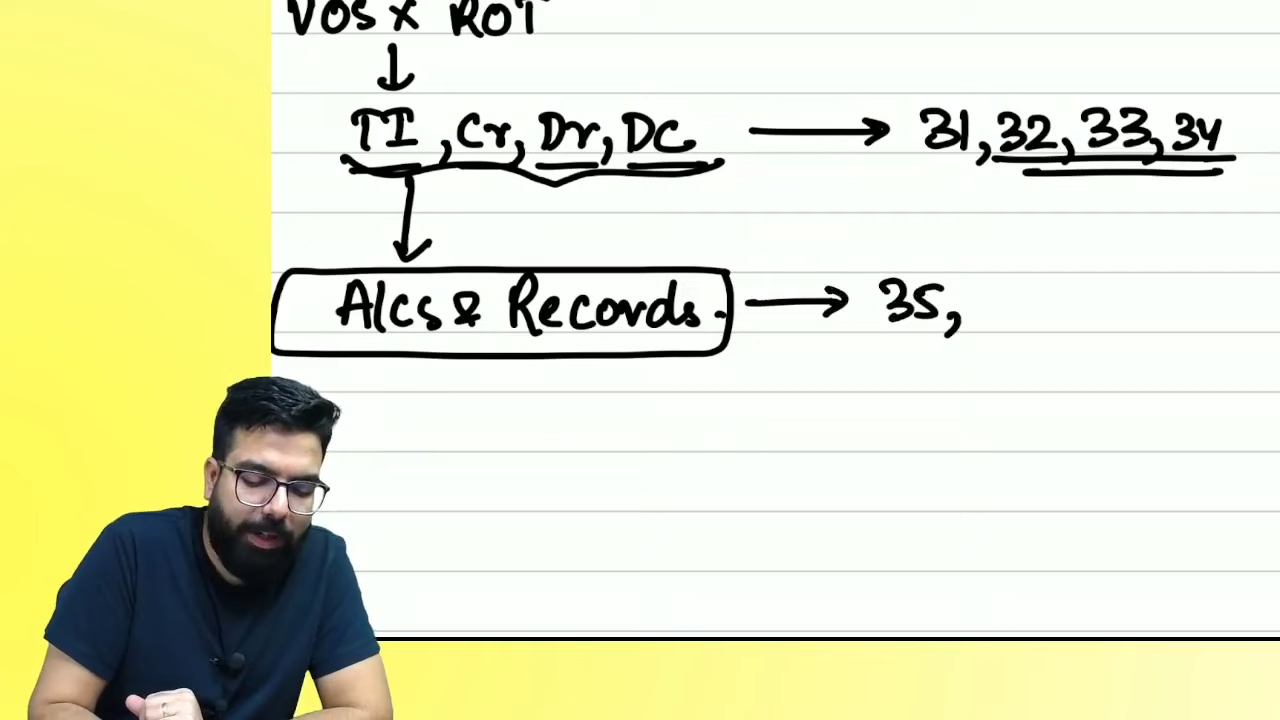 VOS x ROT
TI, Cr, Dr, DC → 31, 32, 33, 34
A/cs & Records. → 35,